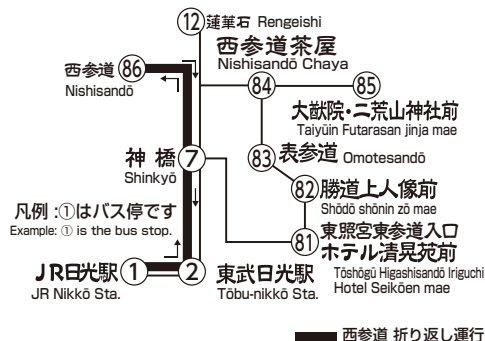 ⑫ 蓮華石 Rengeishi
西参道茶屋
Nishisandō Chaya
西参道 86
Nishisandō
84
85
大猷院・二荒山神社前
Taiyūin Futarasan jinja mae
神橋 ⑦
Shinkyō
83 表参道 Omotesandō
82 勝道上人像前
Shōdō shōnin zō mae
凡例:①はバス停です
Example: ① is the bus stop.
81 東照宮東参道入口
ホテル清晃苑前
Tōshōgū Higashisandō Iriguchi
Hotel Seikōen mae
JR日光駅 ①
JR Nikkō Sta.
② 東武日光駅
Tōbu-nikkō Sta.
西参道 折り返し運行